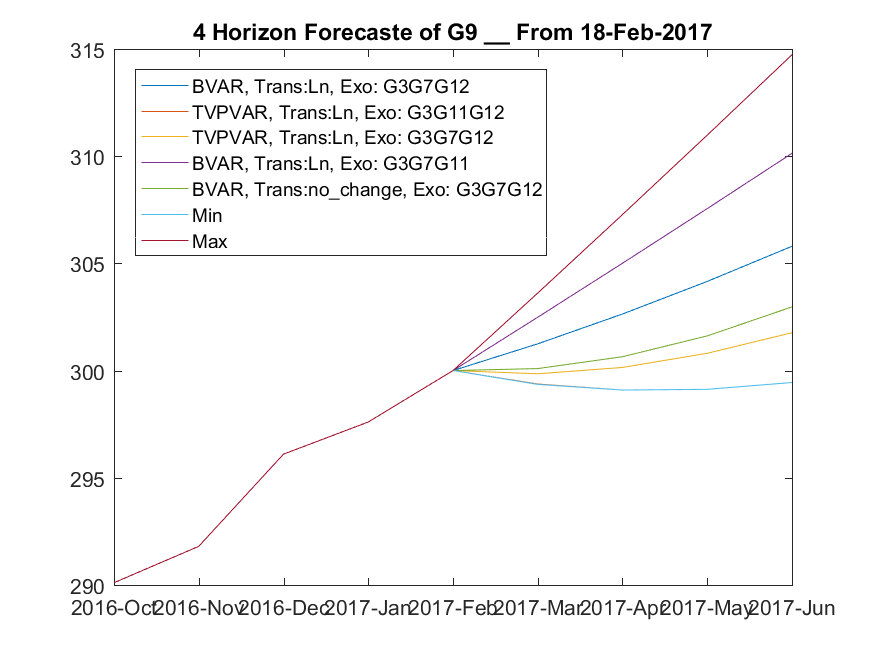 4 Horizon Forecaste of G9 __ From 18-Feb-2017
315
310
305
300
295
290
BVAR, Trans:Ln, Exo: G3G7G12
TVPVAR, Trans:Ln, Exo: G3G11G12
TVPVAR, Trans:Ln, Exo: G3G7G12
BVAR, Trans:Ln, Exo: G3G7G11
BVAR, Trans:no_change, Exo: G3G7G12
Min
Max
2016-Oct 2016-Nov 2016-Dec 2017-Jan 2017-Feb 2017-Mar 2017-Apr 2017-May 2017-Jun